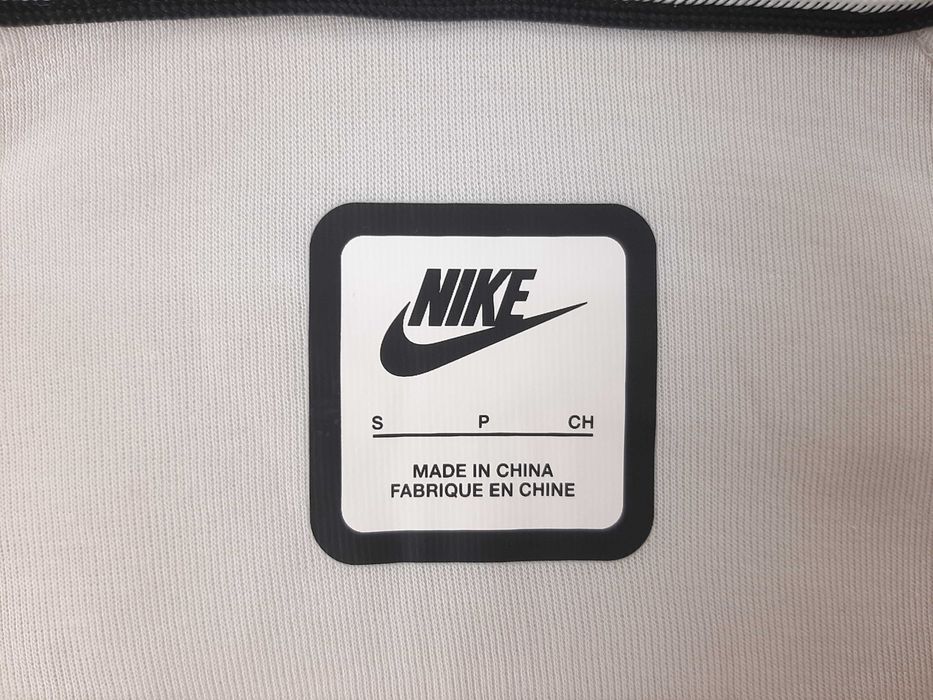 NIKE
S P CH
MADE IN CHINA
FABRIQUE EN CHINE